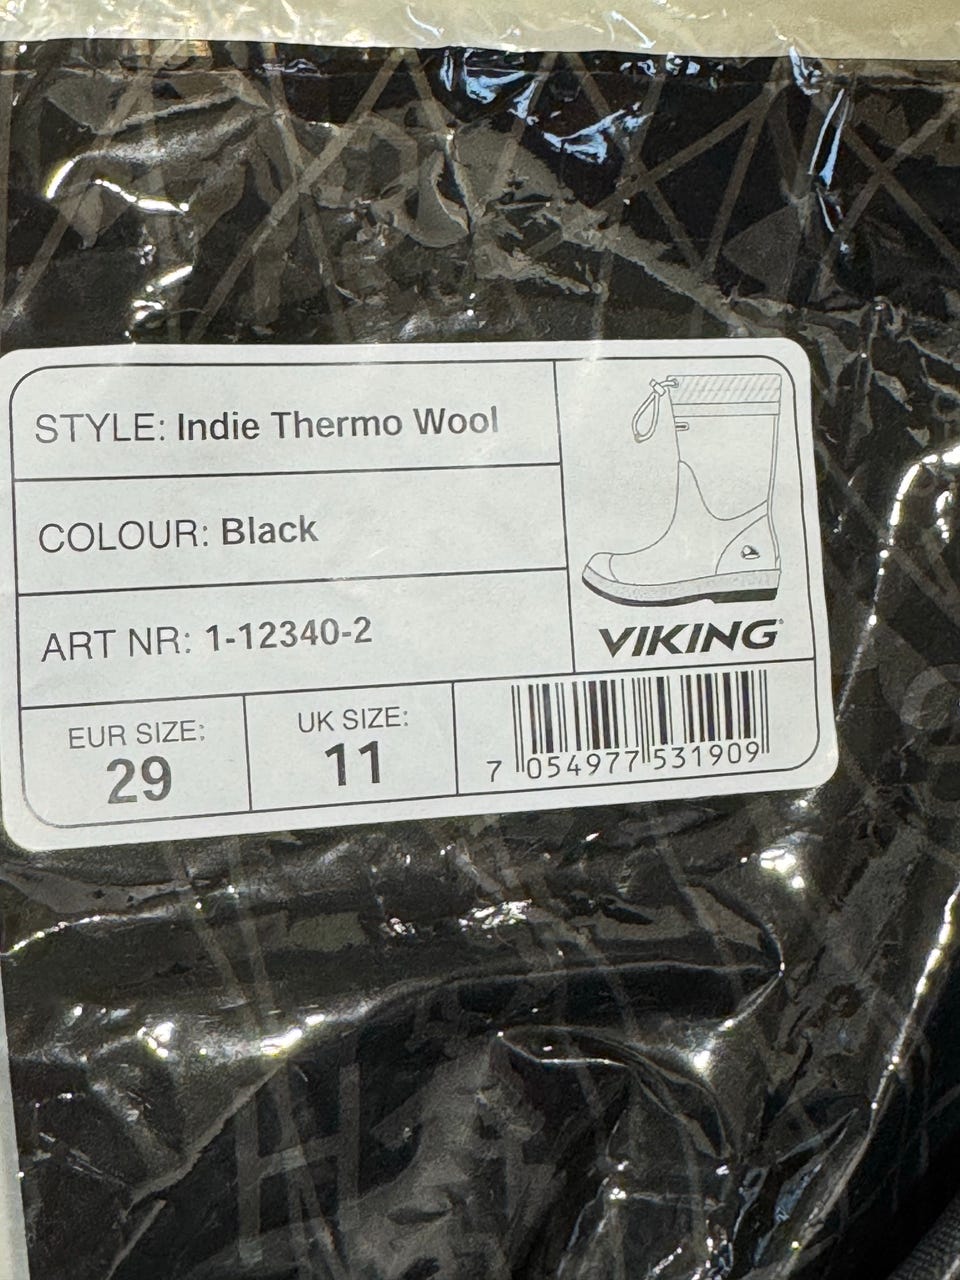 STYLE: Indie Thermo Wool
COLOUR: Black
ART NR: 1-12340-2
VIKING
EUR SIZE:
29
UK SIZE:
11
7 054977 531909